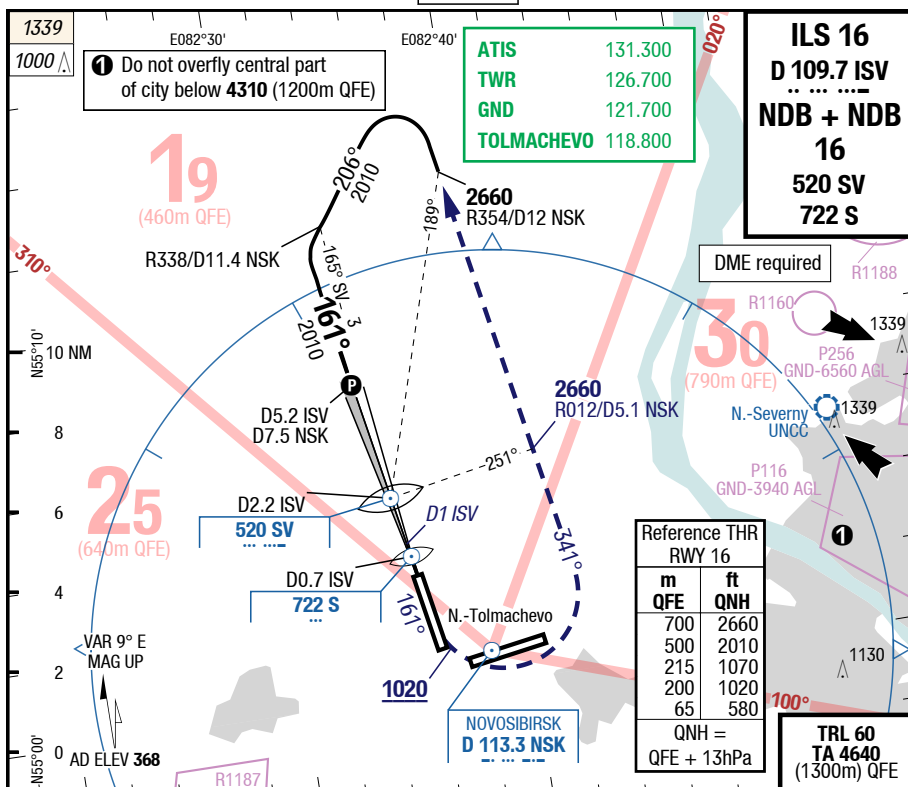 1339
1000
E082°30'
E082°40'
❶ Do not overfly central part
of city below 4310 (1200m QFE)
ATIS 131.300
TWR 126.700
GND 121.700
TOLMACHEVO 118.800
020°
ILS 16
D 109.7 ISV
NDB + NDB
16
520 SV
722 S
19
(460m QFE)
206°
2010
2660
R354/D12 NSK
189°
R338/D11.4 NSK
310°
165° SV
3
161°
2010
DME required
R1188
R1160
1339
30
(790m QFE)
P256
GND-6560 AGL
N55°10'
10 NM
P
D5.2 ISV
D7.5 NSK
2660
R012/D5.1 NSK
N.-Severny
UNCC
1339
8
251°
P116
GND-3940 AGL
25
(640m QFE)
D2.2 ISV
520 SV
6
D1 ISV
❶
341°
Reference THR
RWY 16
m ft
QFE QNH
700 2660
500 2010
215 1070
200 1020
65 580
QNH =
QFE + 13hPa
D0.7 ISV
722 S
4
161°
N.-Tolmachevo
VAR 9° E
MAG UP
2
1020
1130
100°
NOVOSIBIRSK
D 113.3 NSK
N55°00'
0
AD ELEV 368
R1187
TRL 60
TA 4640
(1300m) QFE